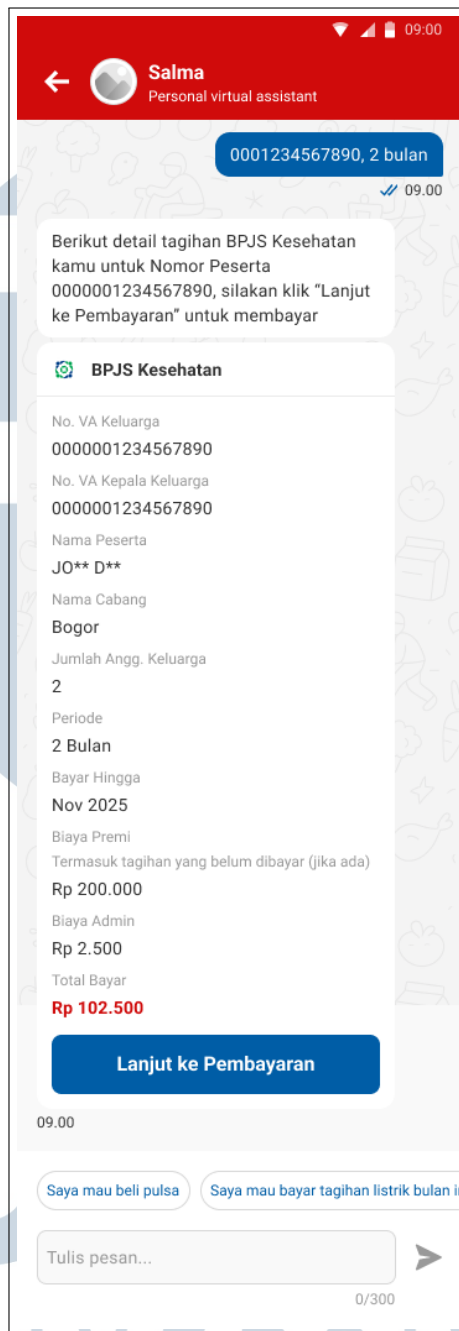 09:00
Salma
Personal virtual assistant
0001234567890, 2 bulan
09.00
Berikut detail tagihan BPJS Kesehatan
kamu untuk Nomor Peserta
0000001234567890, silakan klik “Lanjut
ke Pembayaran” untuk membayar
BPJS Kesehatan
No. VA Keluarga
0000001234567890
No. VA Kepala Keluarga
0000001234567890
Nama Peserta
JO** D**
Nama Cabang
Bogor
Jumlah Angg. Keluarga
2
Periode
2 Bulan
Bayar Hingga
Nov 2025
Biaya Premi
Termasuk tagihan yang belum dibayar (jika ada)
Rp 200.000
Biaya Admin
Rp 2.500
Total Bayar
Rp 102.500
Lanjut ke Pembayaran
09.00
Saya mau beli pulsa
Saya mau bayar tagihan listrik bulan
Tulis pesan...
0/300